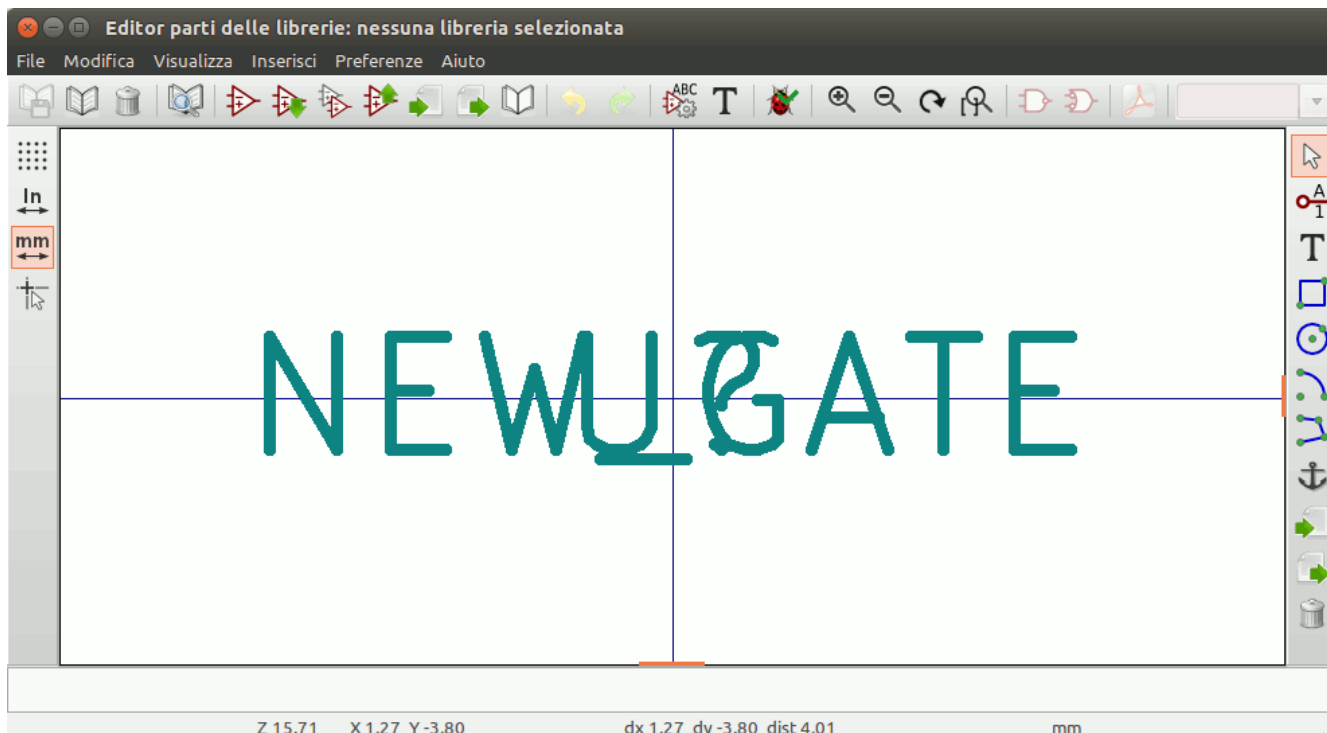 Editor parti delle librerie: nessuna libreria selezionata
File Modifica Visualizza Inserisci Preferenze Aiuto
ABC T
In
mm
A
1
T
NEW_GATE
U?
Z 15,71 X 1,27 Y -3,80 dx 1,27 dy -3,80 dist 4,01 mm